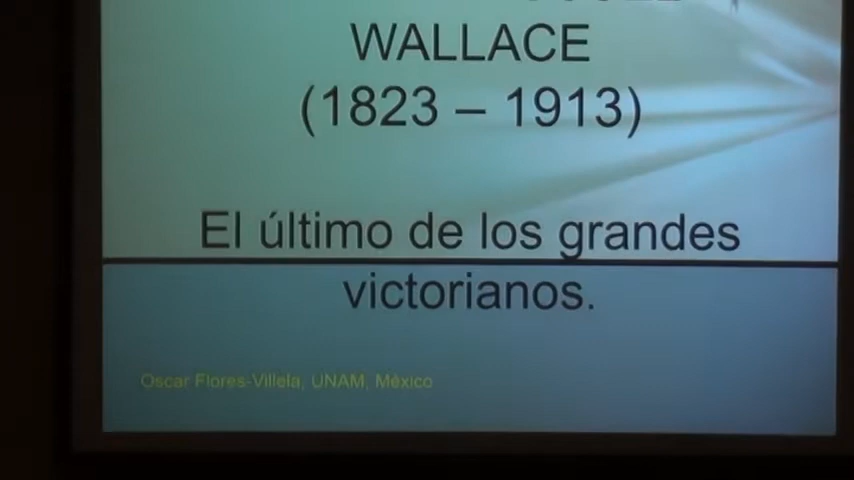 WALLACE
(1823 – 1913)
El último de los grandes
victorianos.
Oscar Flores-Villela, UNAM, México